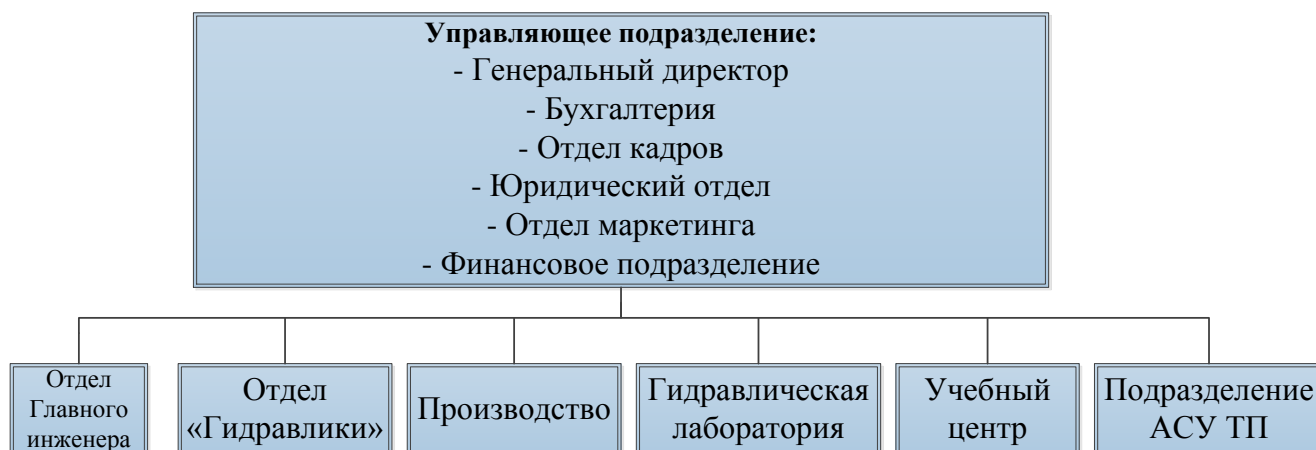 Управляющее подразделение:
- Генеральный директор
- Бухгалтерия
- Отдел кадров
- Юридический отдел
- Отдел маркетинга
- Финансовое подразделение
Отдел
Главного
инженера
Отдел
«Гидравлики»
Производство
Гидравлическая
лаборатория
Учебный
центр
Подразделение
АСУ ТП